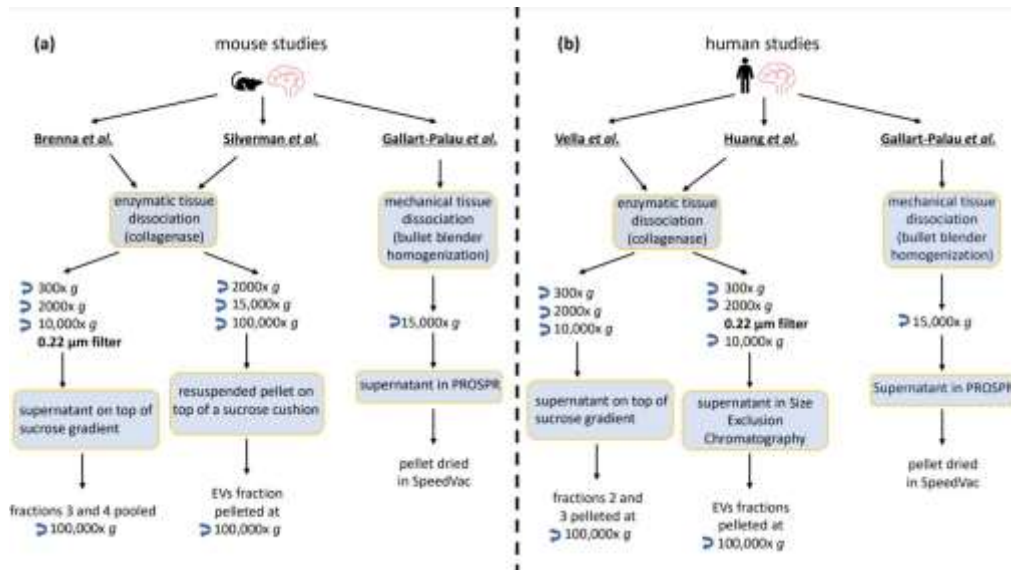 (a)
mouse studies
Brenna et al.
Silverman et al.
Gallart-Palau et al.
enzymatic tissue
dissociation
(collagenase)
mechanical tissue
dissociation
(bullet blender
homogenization)
300x g
2000x g
10,000x g
0.22 µm filter
2000x g
15,000x g
100,000x g
15,000x g
supernatant on top of
sucrose gradient
resuspended pellet on
top of a sucrose cushion
supernatant in PROSPR
fractions 3 and 4 pooled
100,000x g
EVs fraction
pelleted at
100,000x g
pellet dried
in SpeedVac
(b)
human studies
Vella et al.
Huang et al.
Gallart-Palau et al.
enzymatic tissue
dissociation
(collagenase)
mechanical tissue
dissociation
(bullet blender
homogenization)
300x g
2000x g
10,000x g
300x g
2000x g
0.22 µm filter
10,000x g
15,000x g
supernatant on top of
sucrose gradient
supernatant in Size
Exclusion
Chromatography
Supernatant in PROSPR
fractions 2 and
3 pelleted at
100,000x g
EVs fractions
pelleted at
100,000x g
pellet dried
in SpeedVac